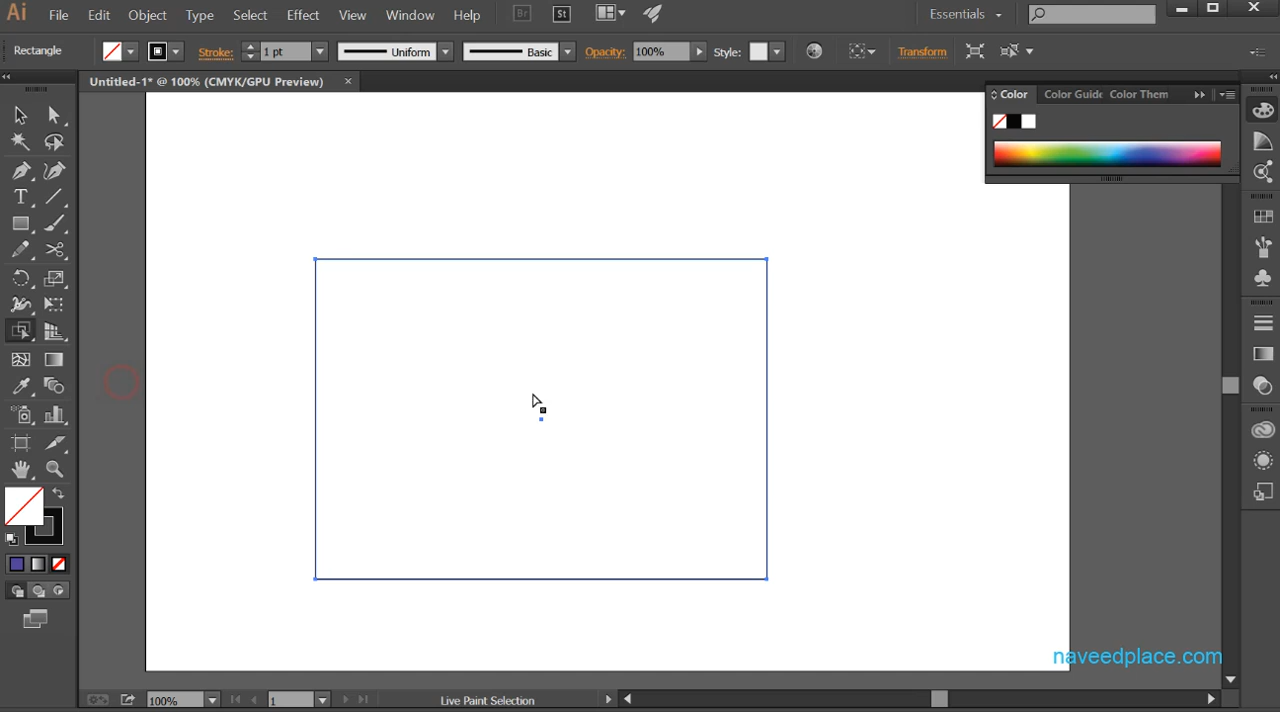 Ai File Edit Object Type Select Effect View Window Help Br St Essentials
Rectangle Stroke: 1 pt Uniform Basic Opacity: 100% Style: Transform
Untitled-1* @ 100% (CMYK/GPU Preview) ×
Color Color Guide Color Them
T
naveedplace.com
100% 1 Live Paint Selection